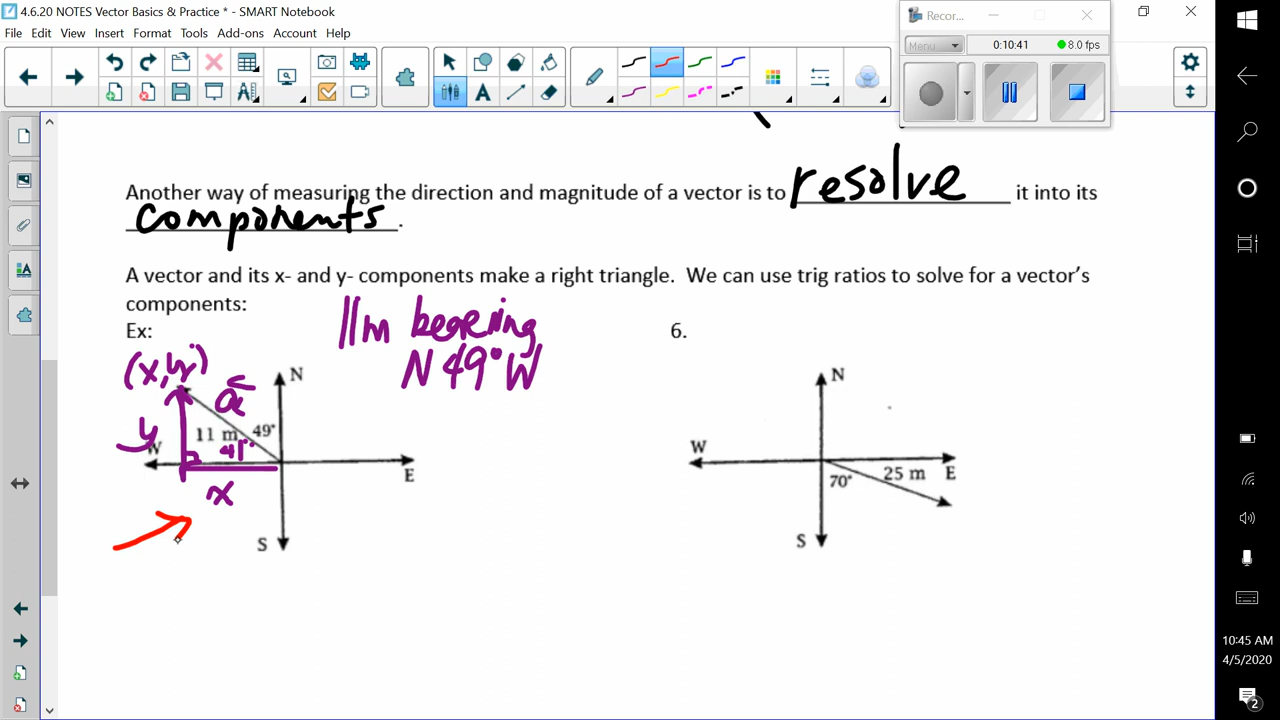 4.6.20 NOTES Vector Basics & Practice * - SMART Notebook
File Edit View Insert Format Tools Add-ons Account Help
Recor...
Menu 0:10:41 8.0 fps
Another way of measuring the direction and magnitude of a vector is to resolve it into its
components.
A vector and its x- and y- components make a right triangle. We can use trig ratios to solve for a vector's
components:
Ex: 11m bearing 6.
N 49° W
(x, y)
N
a
11 m 49°
y
W
41°
E
x
S
N
W
70° 25 m E
S
10:45 AM
4/5/2020
2